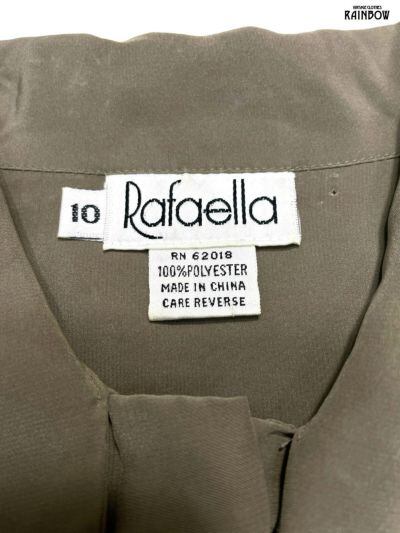 VINTAGE CLOTHES
RAINBOW
10
Rafaella
RN 62018
100%POLYESTER
MADE IN CHINA
CARE REVERSE